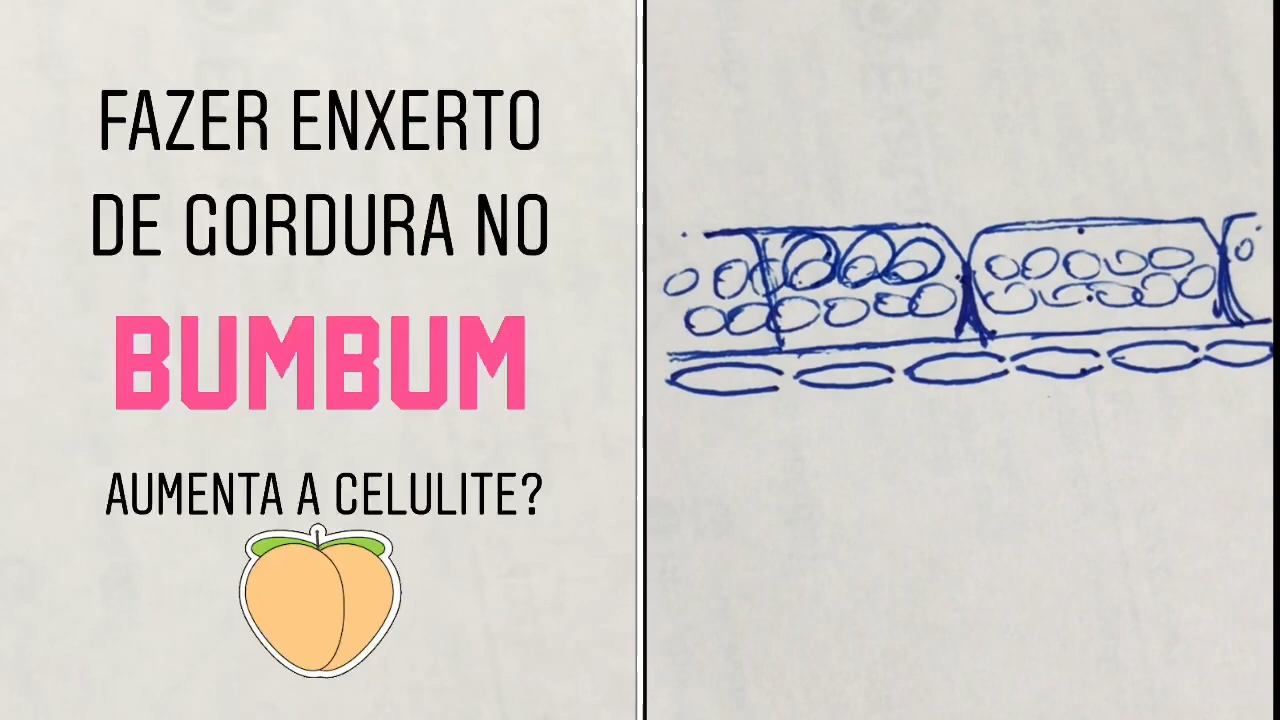 FAZER ENXERTO
DE GORDURA NO
BUMBUM
AUMENTA A CELULITE?